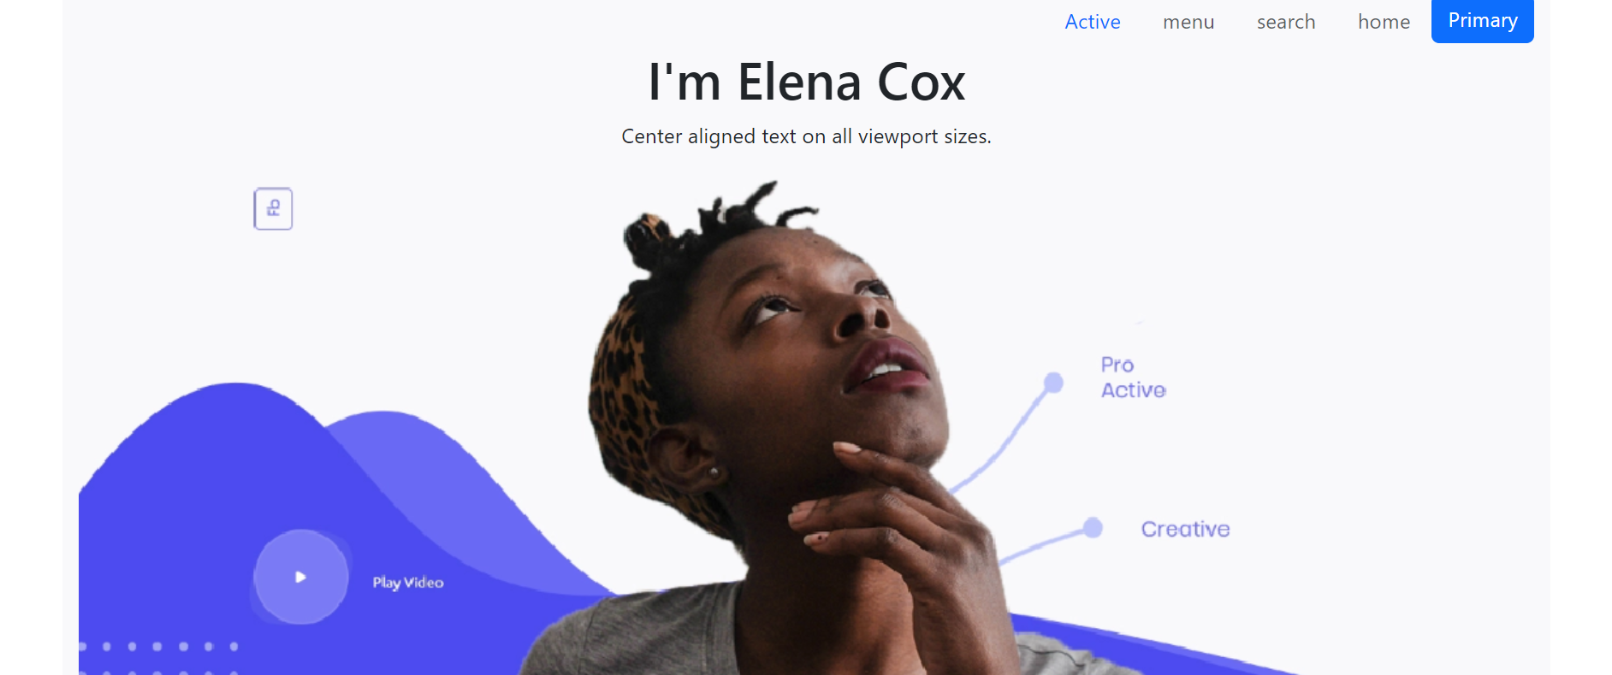 Active menu search home Primary
I'm Elena Cox
Center aligned text on all viewport sizes.
Fb
Pro
Active
Creative
Play Video